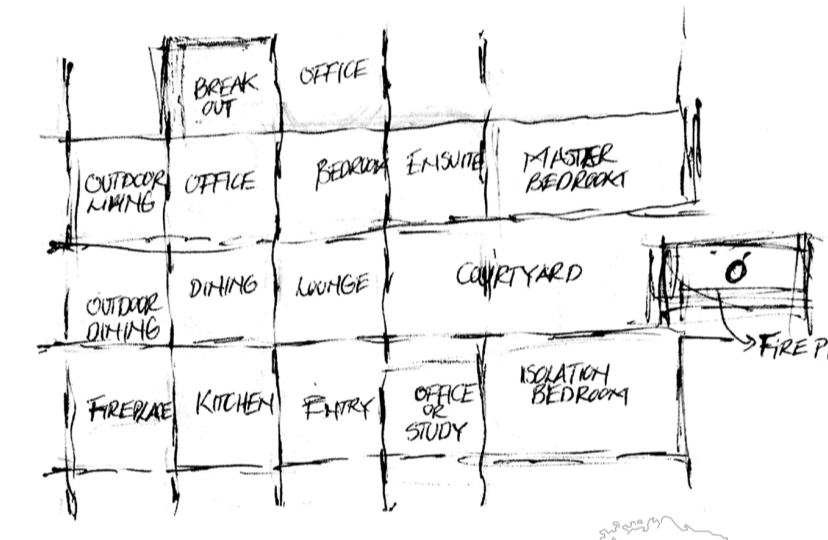 BREAK
OUT
OFFICE
OUTDOOR
LIVING
OFFICE
BEDROOM
ENSUITE
MASTER
BEDROOM
OUTDOOR
DINING
DINING
LOUNGE
COURTYARD
FIRE P
FIREPLACE
KITCHEN
ENTRY
OFFICE
OR
STUDY
ISOLATION
BEDROOM